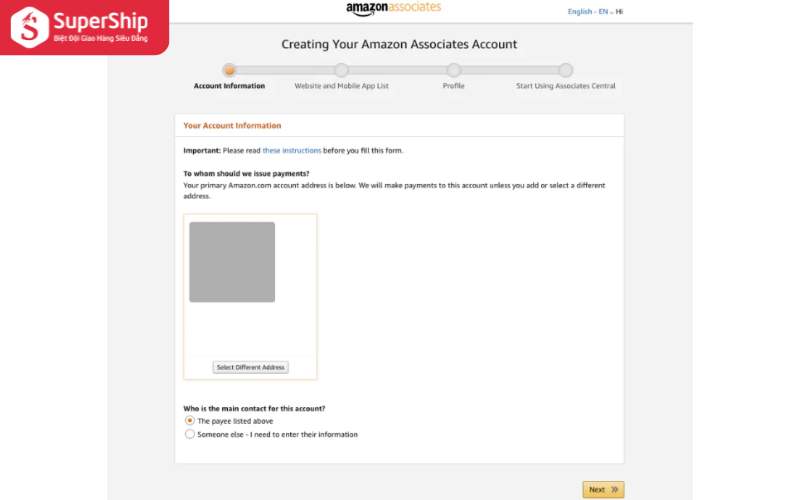 SuperShip
Biệt Đội Giao Hàng Siêu Đẳng
amazonassociates
English - EN Hi
Creating Your Amazon Associates Account
Account Information
Website and Mobile App List
Profile
Start Using Associates Central
Your Account Information
Important: Please read these instructions before you fill this form.
To whom should we issue payments?
Your primary Amazon.com account address is below. We will make payments to this account unless you add or select a different
address.
Select Different Address
Who is the main contact for this account?
The payee listed above
Someone else - I need to enter their information
Next